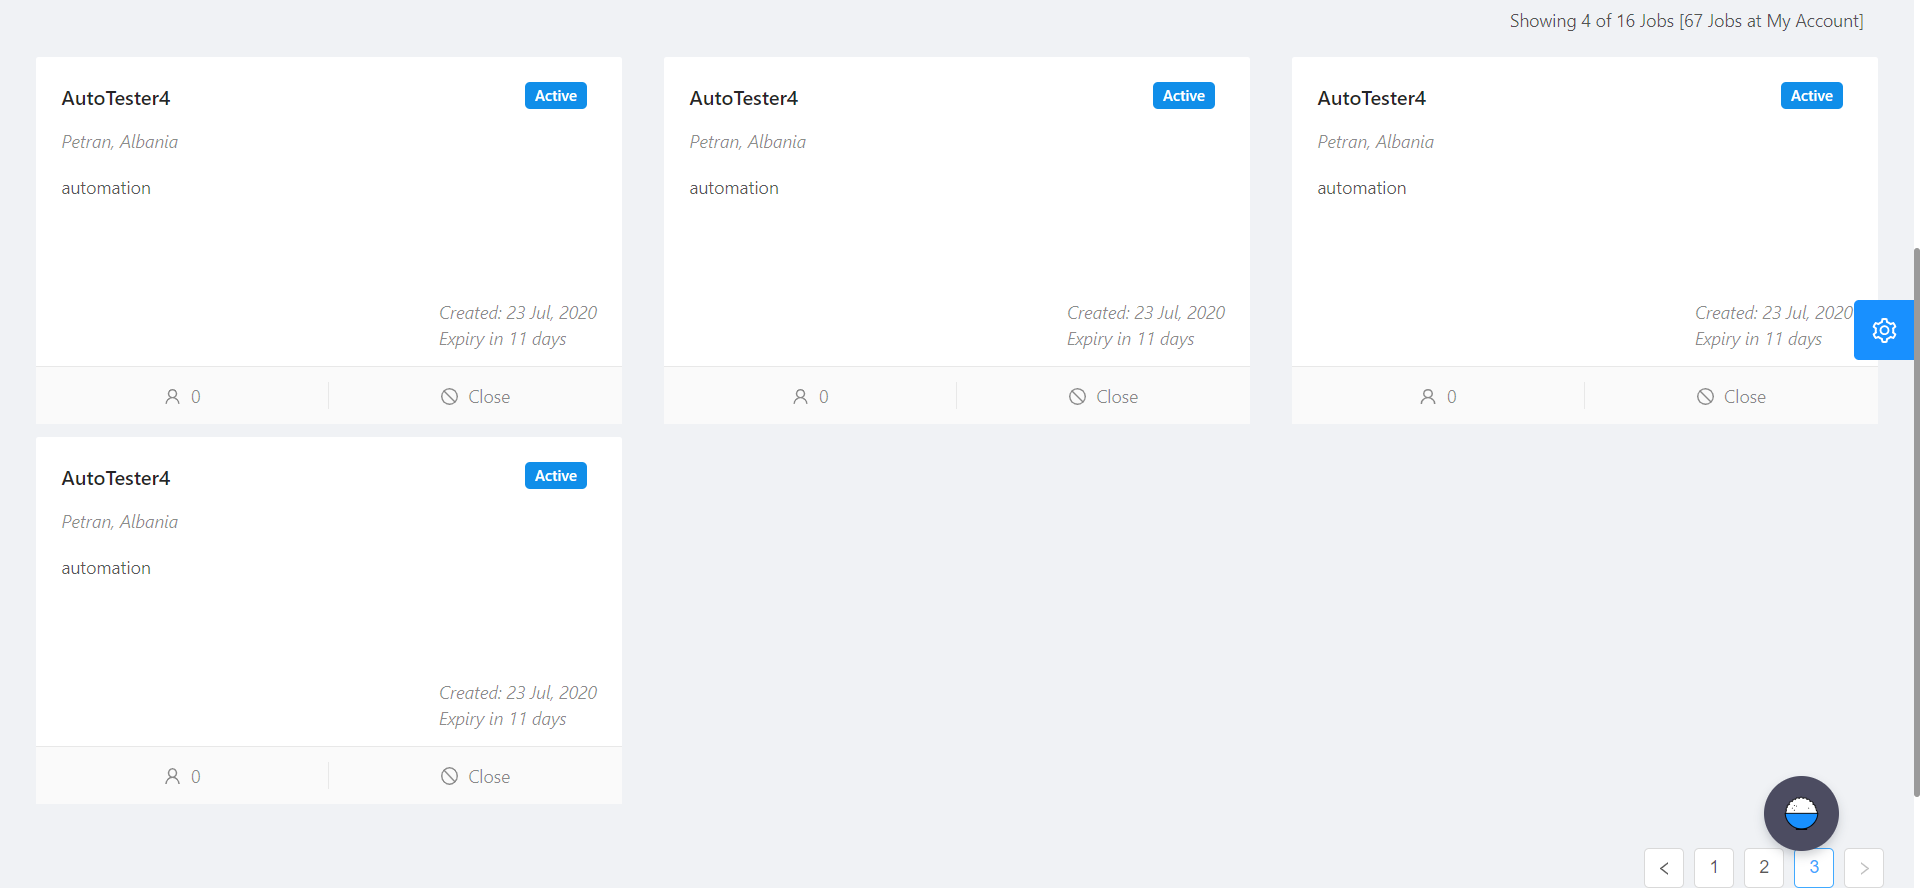 Showing 4 of 16 Jobs [67 Jobs at My Account]
AutoTester4
Active
Petran, Albania
automation
Created: 23 Jul, 2020
Expiry in 11 days
0
Close
AutoTester4
Active
Petran, Albania
automation
Created: 23 Jul, 2020
Expiry in 11 days
0
Close
AutoTester4
Active
Petran, Albania
automation
Created: 23 Jul, 2020
Expiry in 11 days
0
Close
AutoTester4
Active
Petran, Albania
automation
Created: 23 Jul, 2020
Expiry in 11 days
0
Close
< 1 2 3 >